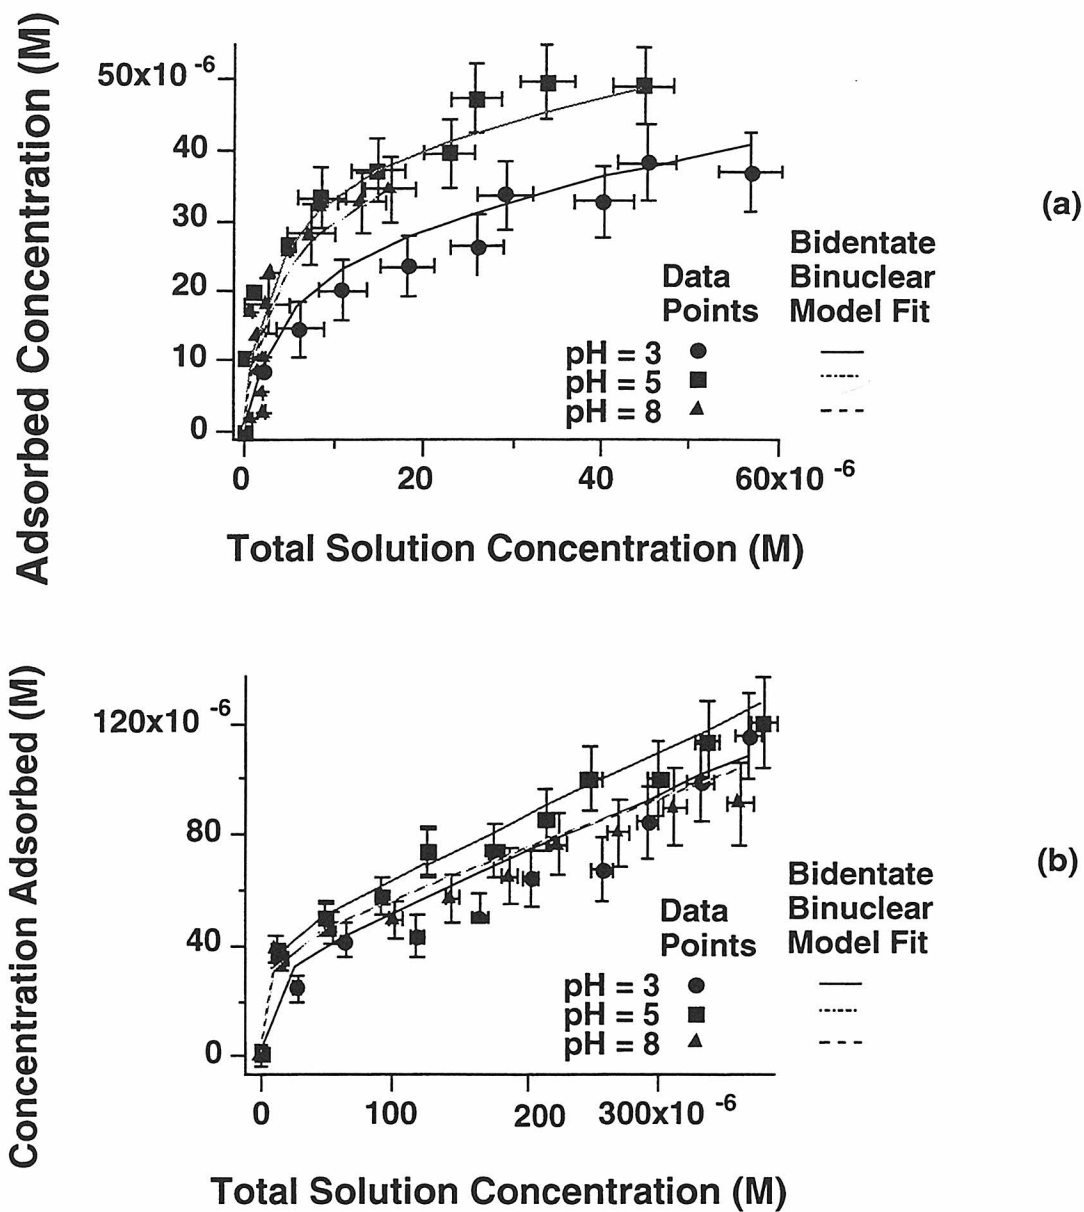 Adsorbed Concentration (M)
50x10 -6
40
30
20
10
0
0 20 40 60x10 -6
Total Solution Concentration (M)
Data
Points
Bidentate
Binuclear
Model Fit
pH = 3
pH = 5
pH = 8
(a)
Concentration Adsorbed (M)
120x10 -6
80
40
0
0 100 200 300x10 -6
Total Solution Concentration (M)
Data
Points
Bidentate
Binuclear
Model Fit
pH = 3
pH = 5
pH = 8
(b)